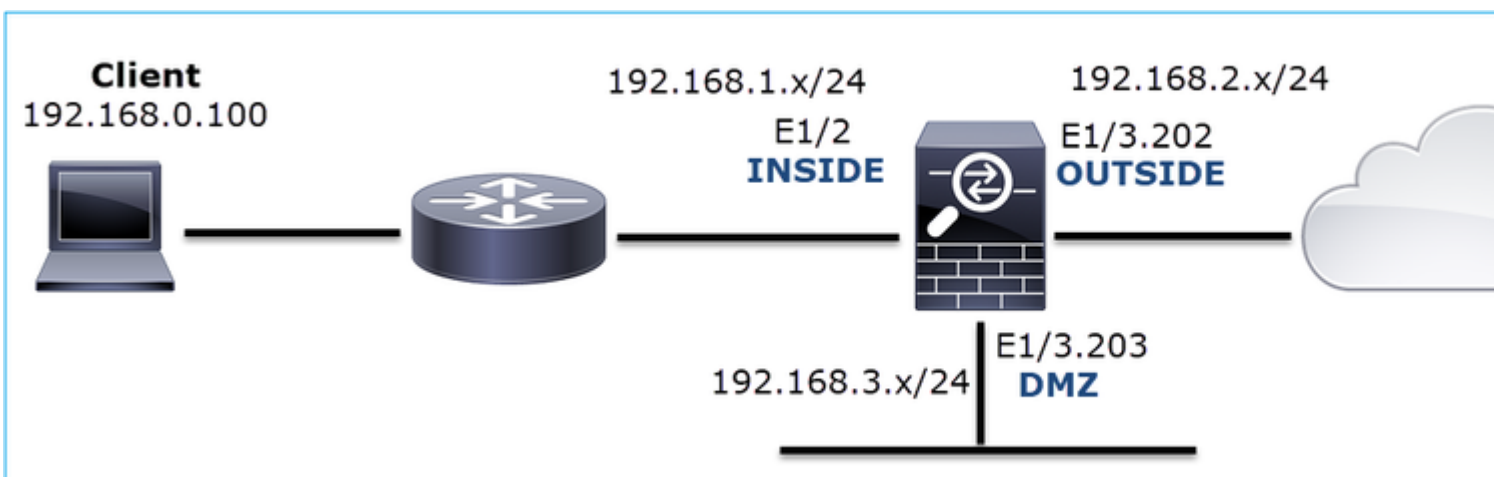 Client
192.168.0.100
192.168.1.x/24
E1/2
INSIDE
192.168.2.x/24
E1/3.202
OUTSIDE
192.168.3.x/24
E1/3.203
DMZ